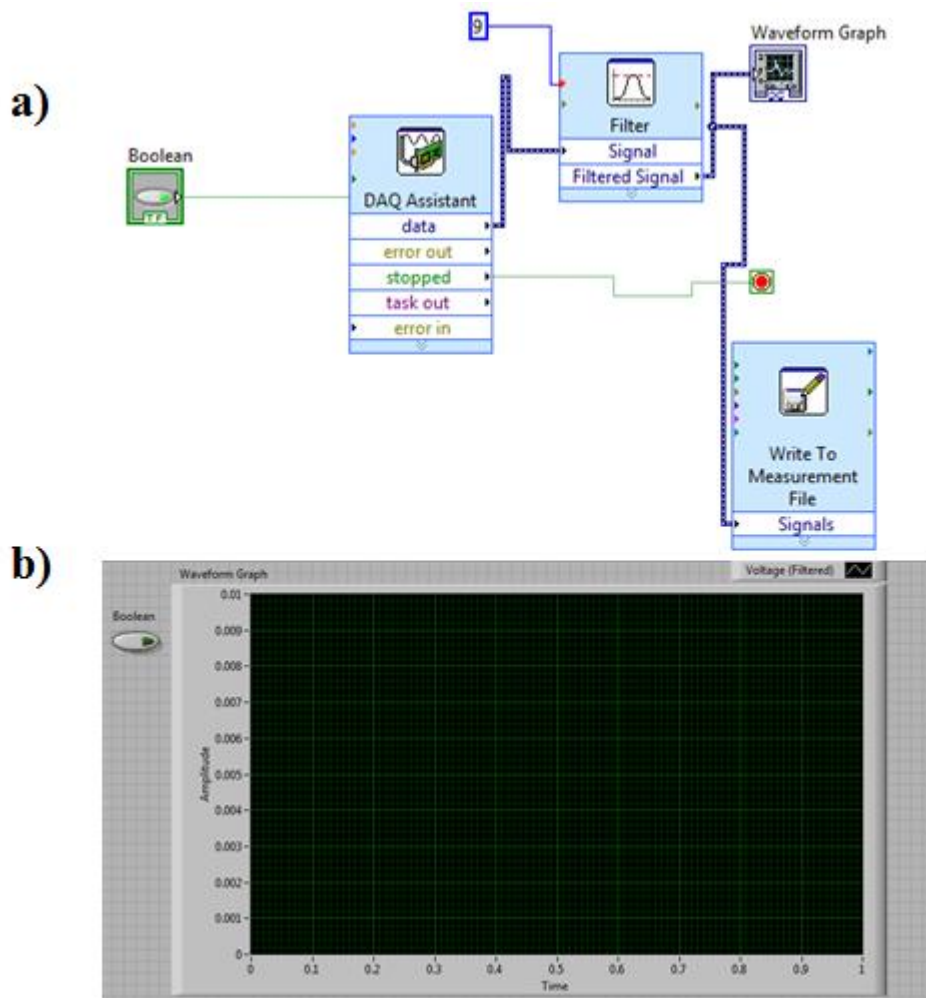 a)
9
Waveform Graph
Boolean
TF
DAQ Assistant
data
error out
stopped
task out
error in
Filter
Signal
Filtered Signal
Write To
Measurement
File
Signals
b)
Waveform Graph
Voltage (Filtered)
Boolean
Amplitude
0.01
0.009
0.008
0.007
0.006
0.005
0.004
0.003
0.002
0.001
0
0 0.1 0.2 0.3 0.4 0.5 0.6 0.7 0.8 0.9 1
Time